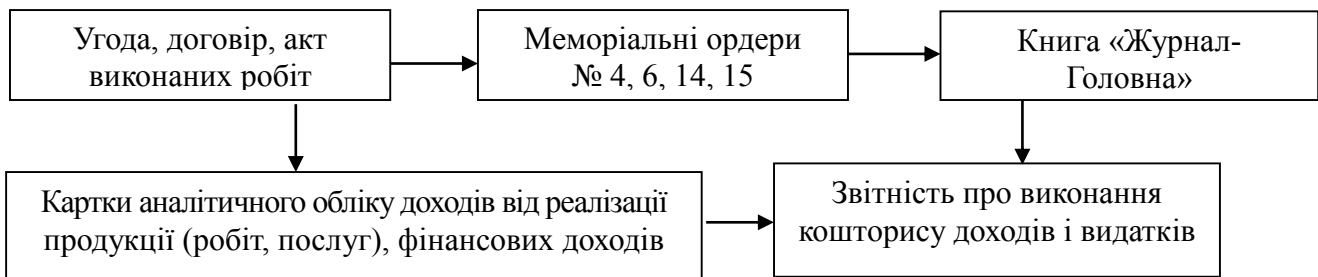 Угода, договір, акт
виконаних робіт
Меморіальні ордери
№ 4, 6, 14, 15
Книга «Журнал-
Головна»
Картки аналітичного обліку доходів від реалізації
продукції (робіт, послуг), фінансових доходів
Звітність про виконання
кошторису доходів і видатків